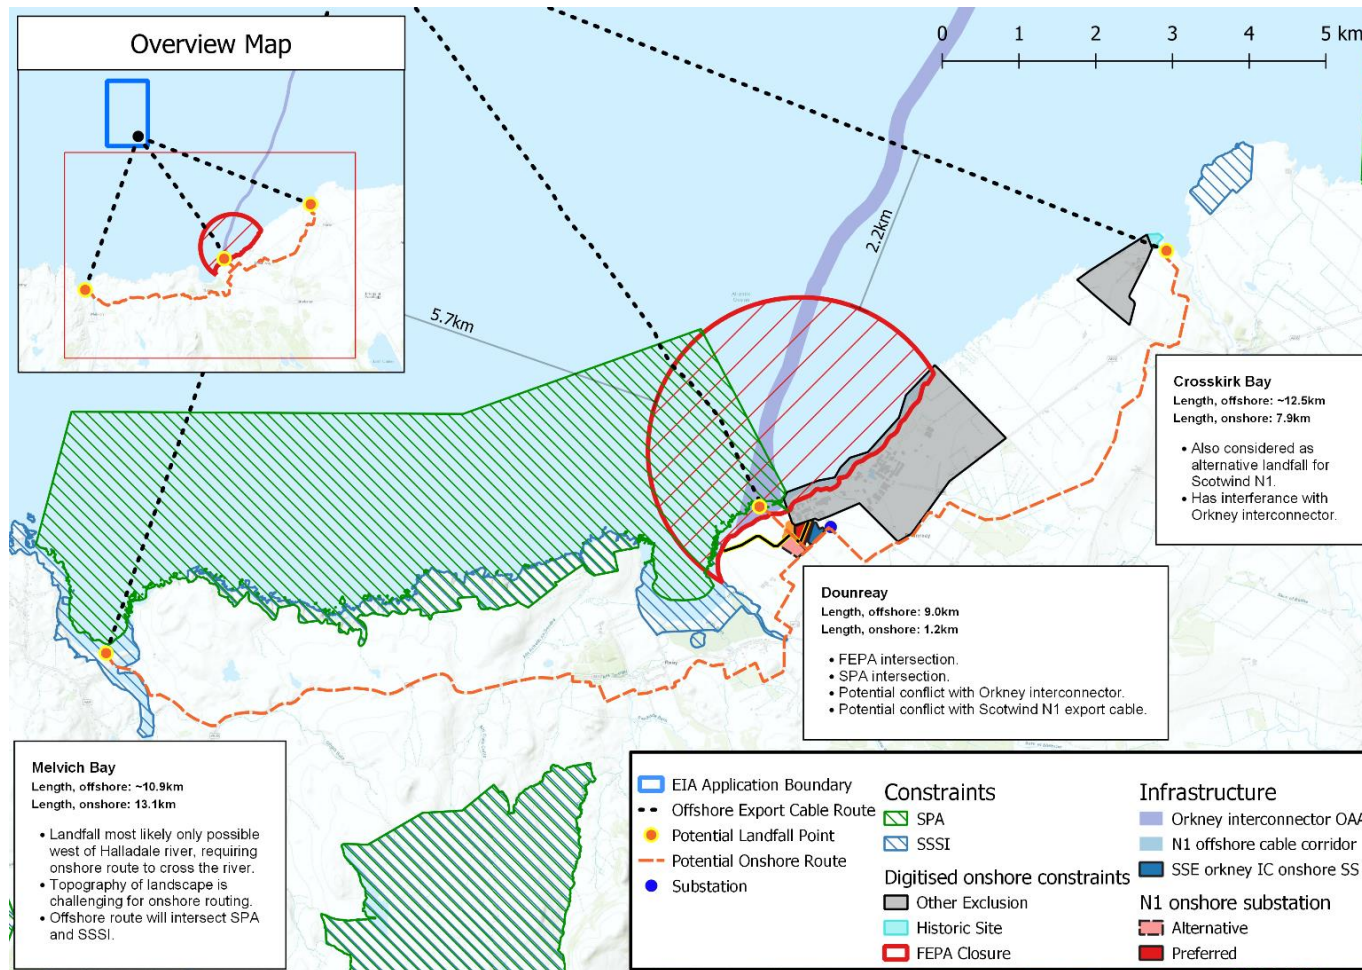 Overview Map
0 1 2 3 4 5 km
2.2km
5.7km
Crosskirk Bay
Length, offshore: ~12.5km
Length, onshore: 7.9km
• Also considered as
alternative landfall for
Scotwind N1.
• Has interferance with
Orkney interconnector.
Dounreay
Length, offshore: 9.0km
Length, onshore: 1.2km
• FEPA intersection.
• SPA intersection.
• Potential conflict with Orkney interconnector.
• Potential conflict with Scotwind N1 export cable.
Melvich Bay
Length, offshore: ~10.9km
Length, onshore: 13.1km
• Landfall most likely only possible
west of Halladale river, requiring
onshore route to cross the river.
• Topography of landscape is
challenging for onshore routing.
• Offshore route will intersect SPA
and SSSI.
EIA Application Boundary
Offshore Export Cable Route
Potential Landfall Point
Potential Onshore Route
Substation
Constraints
SPA
SSSI
Digitised onshore constraints
Other Exclusion
Historic Site
FEPA Closure
Infrastructure
Orkney interconnector OAA
N1 offshore cable corridor
SSE orkney IC onshore SS
N1 onshore substation
Alternative
Preferred